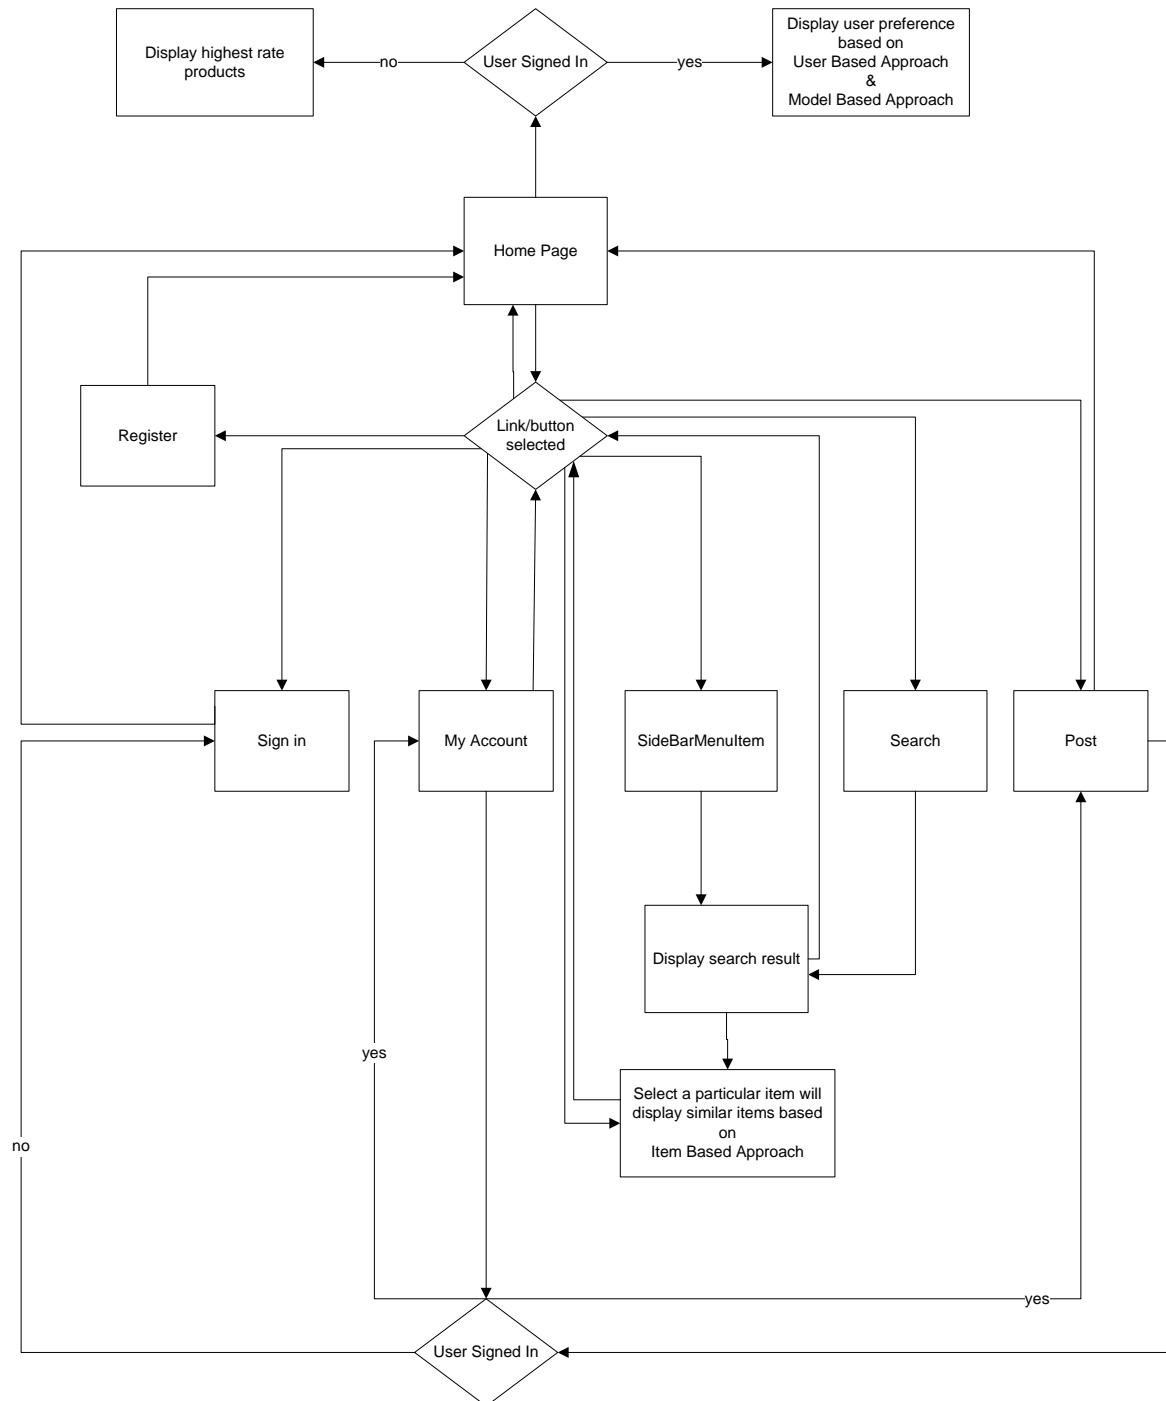 Display highest rate
products
no
User Signed In
yes
Display user preference
based on
User Based Approach
&
Model Based Approach
Home Page
Register
Link/button
selected
Sign in
My Account
SideBarMenuItem
Search
Post
Display search result
yes
Select a particular item will
display similar items based
on
Item Based Approach
no
yes
User Signed In